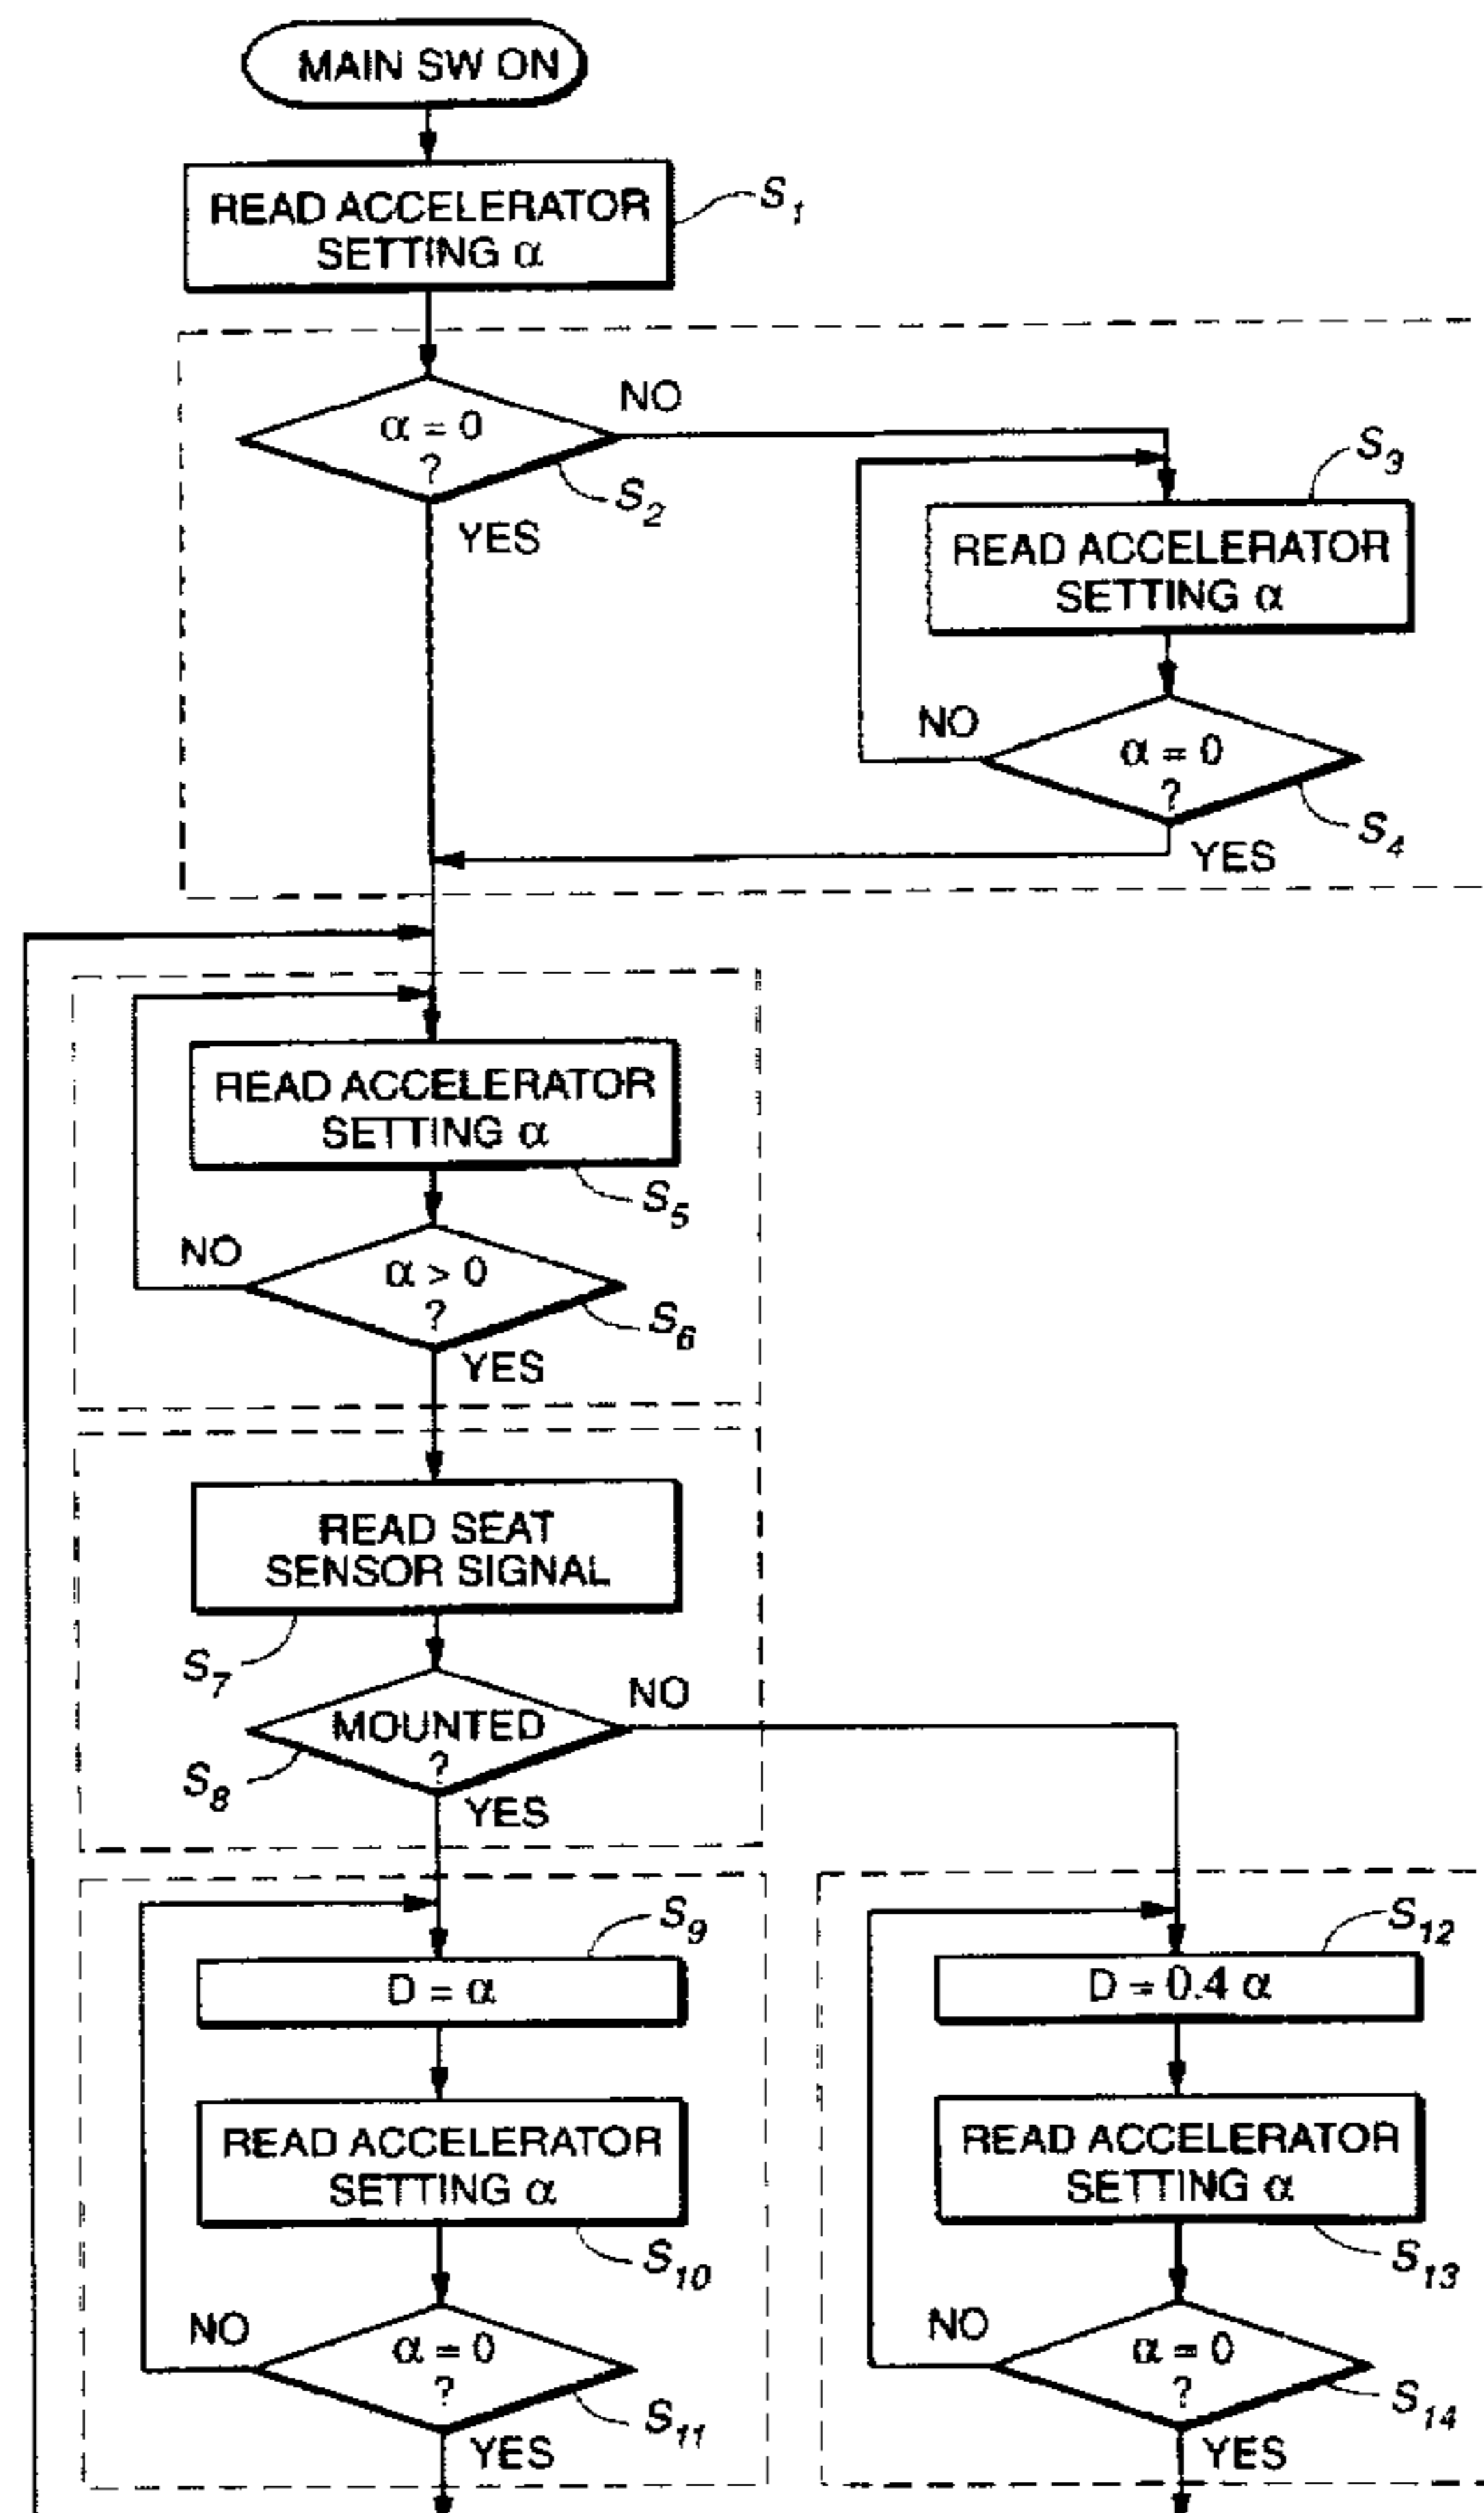 MAIN SW ON
READ ACCELERATOR
SETTING α
S1
α = 0
?
NO
S2
YES
S3
READ ACCELERATOR
SETTING α
NO
α = 0
?
S4
YES
READ ACCELERATOR
SETTING α
S5
NO
α > 0
?
S6
YES
READ SEAT
SENSOR SIGNAL
S7
NO
MOUNTED
?
S8
YES
S9
D = α
READ ACCELERATOR
SETTING α
S10
NO
α = 0
?
S11
YES
S12
D = 0.4 α
READ ACCELERATOR
SETTING α
S13
NO
α = 0
?
S14
YES